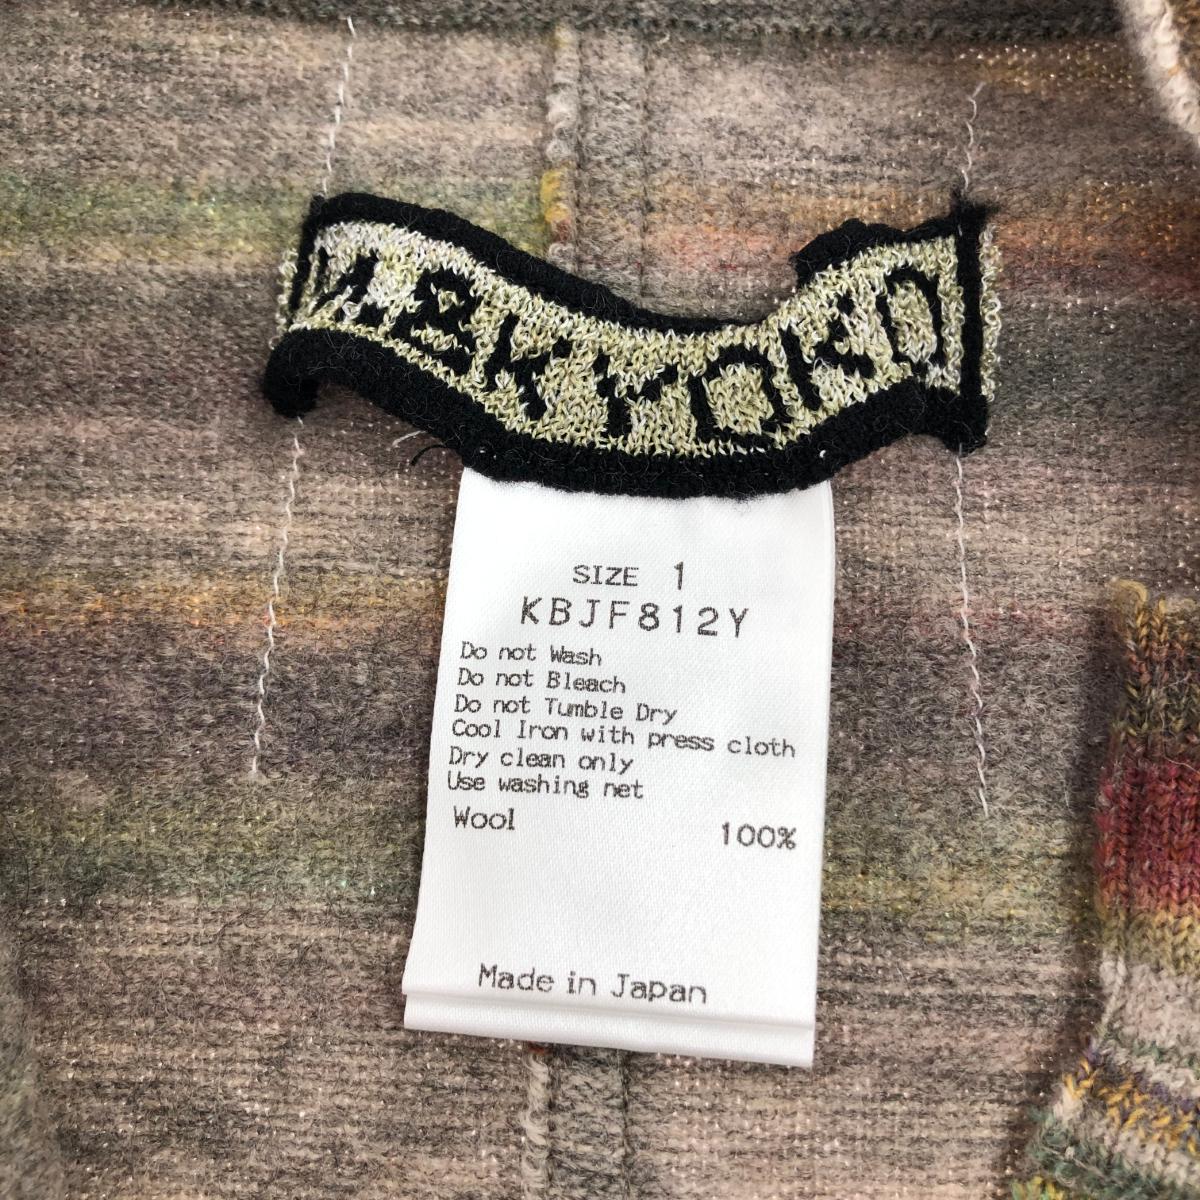 MEKYORO
SIZE 1
KBJF812Y
Do not Wash
Do not Bleach
Do not Tumble Dry
Cool Iron with press cloth
Dry clean only
Use washing net
Wool 100%
Made in Japan